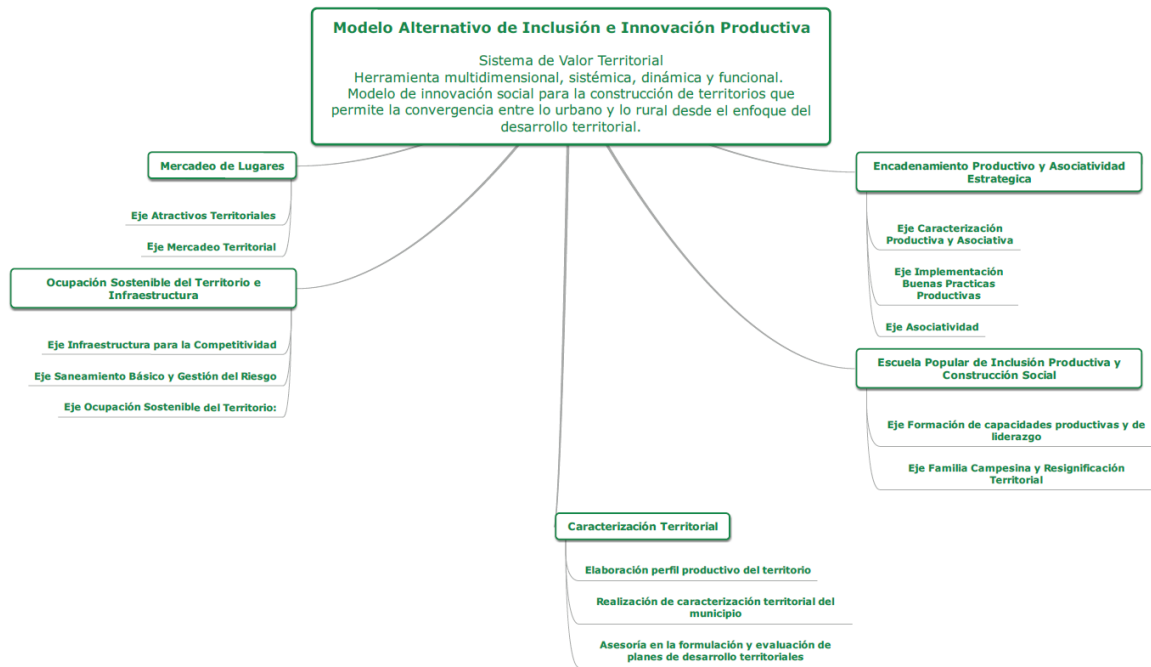 Modelo Alternativo de Inclusión e Innovación Productiva
Sistema de Valor Territorial
Herramienta multidimensional, sistémica, dinámica y funcional.
Modelo de innovación social para la construcción de territorios que
permite la convergencia entre lo urbano y lo rural desde el enfoque del
desarrollo territorial.
Mercadeo de Lugares
Eje Atractivos Territoriales
Eje Mercadeo Territorial
Ocupación Sostenible del Territorio e
Infraestructura
Eje Infraestructura para la Competitividad
Eje Saneamiento Básico y Gestión del Riesgo
Eje Ocupación Sostenible del Territorio:
Encadenamiento Productivo y Asociatividad
Estrategica
Eje Caracterización
Productiva y Asociativa
Eje Implementación
Buenas Practicas
Productivas
Eje Asociatividad
Escuela Popular de Inclusión Productiva y
Construcción Social
Eje Formación de capacidades productivas y de
liderazgo
Eje Familia Campesina y Resignificación
Territorial
Caracterización Territorial
Elaboración perfil productivo del territorio
Realización de caracterización territorial del
municipio
Asesoría en la formulación y evaluación de
planes de desarrollo territoriales